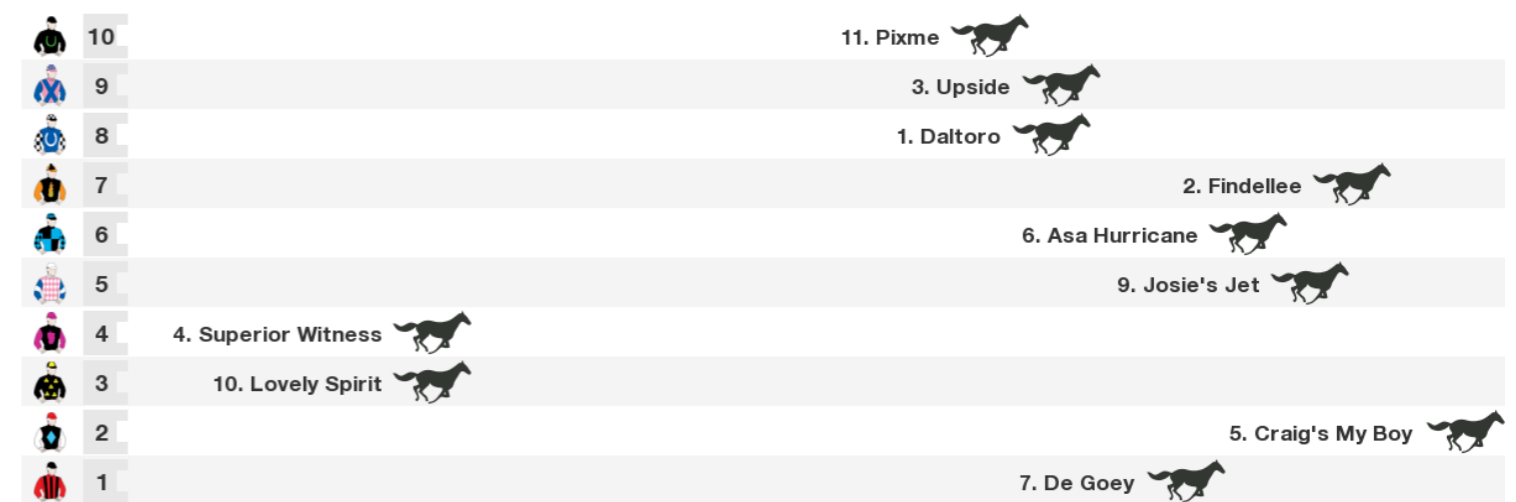 10 11. Pixme
9 3. Upside
8 1. Daltoro
7 2. Findellee
6 6. Asa Hurricane
5 9. Josie's Jet
4 4. Superior Witness
3 10. Lovely Spirit
2 5. Craig's My Boy
1 7. De Goey